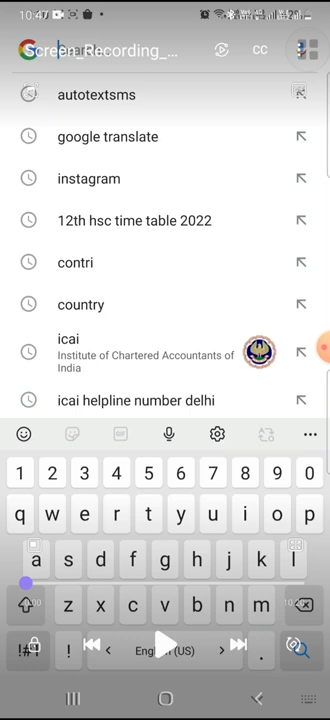 10:47
Screen_Recording_...
CC
autotextsms
google translate
instagram
12th hsc time table 2022
contri
country
icai
Institute of Chartered Accountants of
India
icai helpline number delhi
GIF
1 2 3 4 5 6 7 8 9 0
q w e r t y u i o p
a s d f g h j k l
z x c v b n m
!#1 ! < English (US) > .